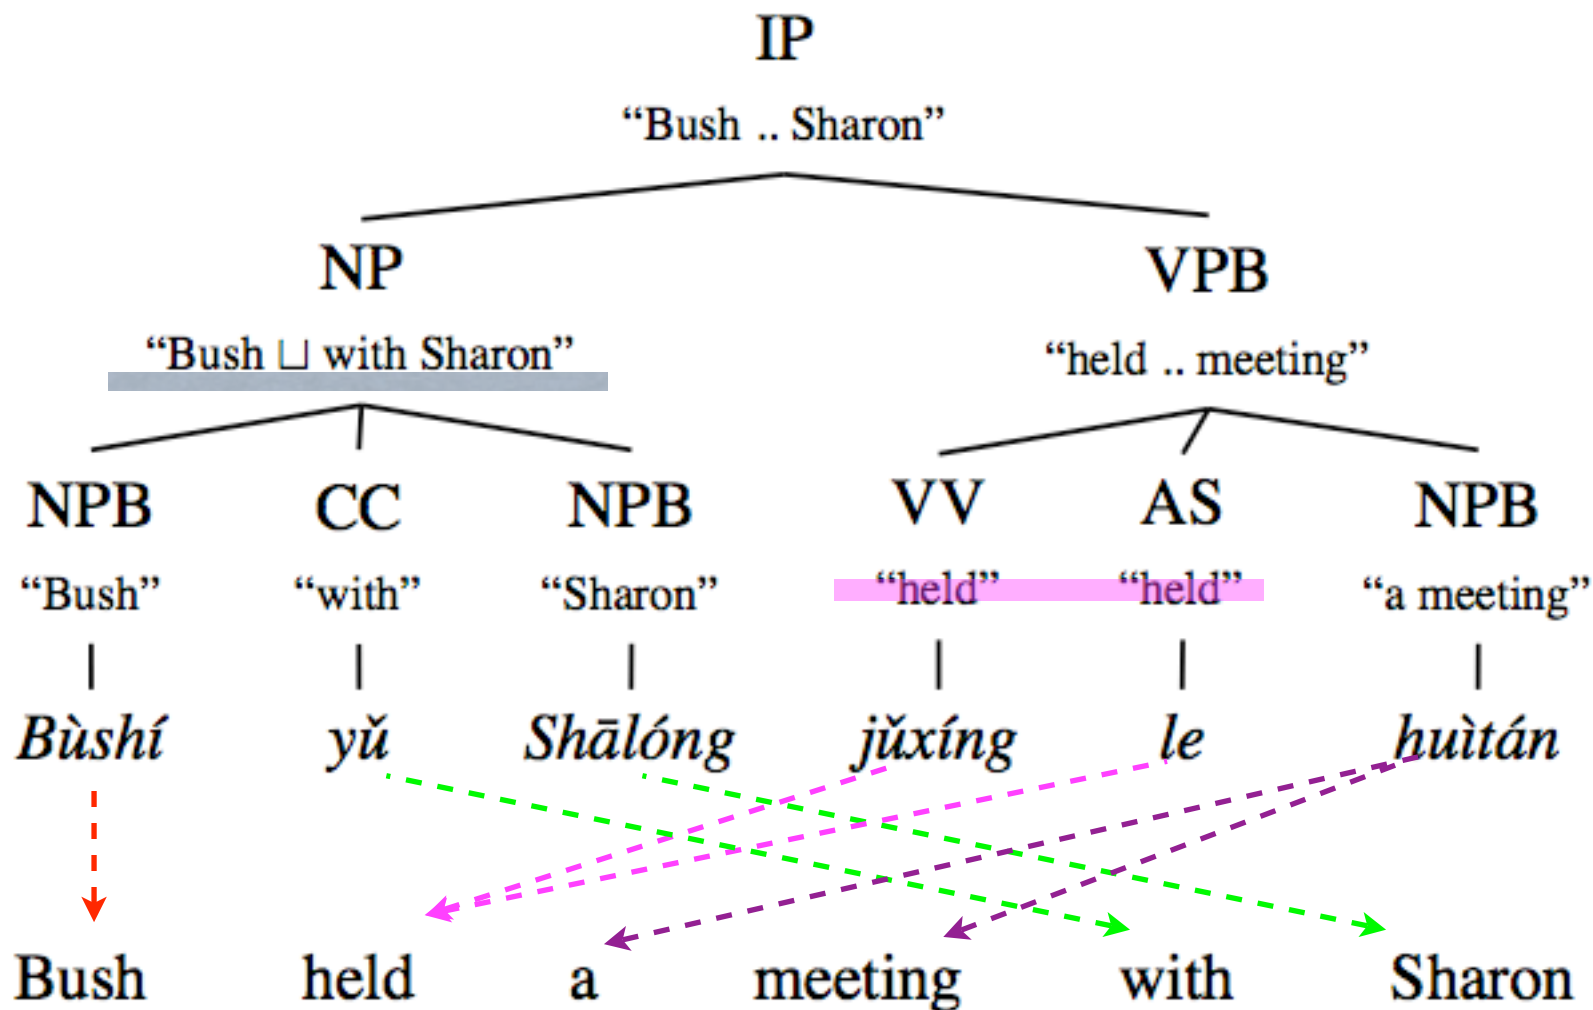 IP
“Bush .. Sharon”
NP VPB
“Bush ⊔ with Sharon” “held .. meeting”
NPB CC NPB VV AS NPB
“Bush” “with” “Sharon” “held” “held” “a meeting”
Bùshí yǔ Shālóng jǔxíng le huìtán
Bush held a meeting with Sharon